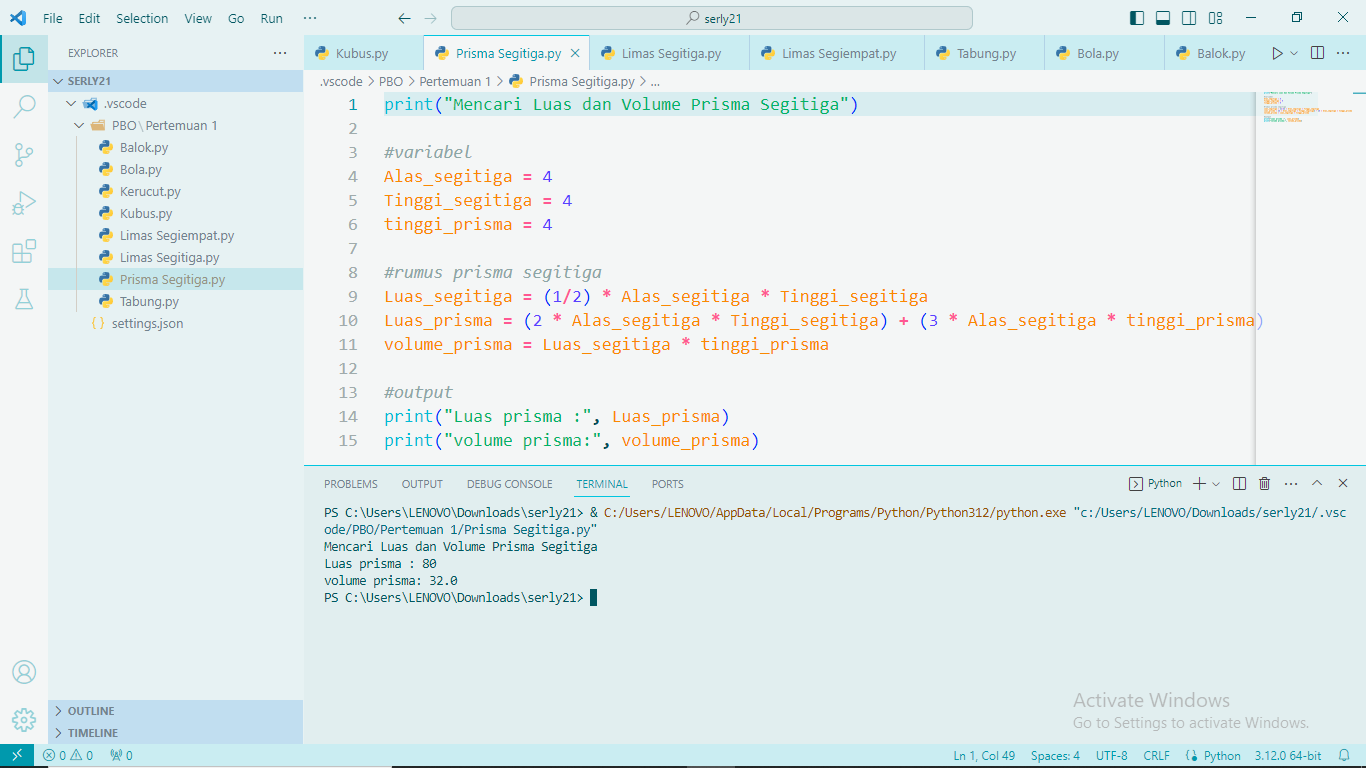 File Edit Selection View Go Run ··· ← → serly21
EXPLORER ···
SERLY21
.vscode
PBO \ Pertemuan 1
Balok.py
Bola.py
Kerucut.py
Kubus.py
Limas Segiempat.py
Limas Segitiga.py
Prisma Segitiga.py
Tabung.py
{} settings.json
OUTLINE
TIMELINE
Kubus.py Prisma Segitiga.py × Limas Segitiga.py Limas Segiempat.py Tabung.py Bola.py Balok.py ···
.vscode > PBO > Pertemuan 1 > Prisma Segitiga.py > ...
1 print("Mencari Luas dan Volume Prisma Segitiga")
2
3 #variabel
4 Alas_segitiga = 4
5 Tinggi_segitiga = 4
6 tinggi_prisma = 4
7
8 #rumus prisma segitiga
9 Luas_segitiga = (1/2) * Alas_segitiga * Tinggi_segitiga
10 Luas_prisma = (2 * Alas_segitiga * Tinggi_segitiga) + (3 * Alas_segitiga * tinggi_prisma)
11 volume_prisma = Luas_segitiga * tinggi_prisma
12
13 #output
14 print("Luas prisma :", Luas_prisma)
15 print("volume prisma:", volume_prisma)
PROBLEMS OUTPUT DEBUG CONSOLE TERMINAL PORTS Python + ···
PS C:\Users\LENOVO\Downloads\serly21> & C:/Users/LENOVO/AppData/Local/Programs/Python/Python312/python.exe "c:/Users/LENOVO/Downloads/serly21/.vsc
ode/PBO/Pertemuan 1/Prisma Segitiga.py"
Mencari Luas dan Volume Prisma Segitiga
Luas prisma : 80
volume prisma: 32.0
PS C:\Users\LENOVO\Downloads\serly21>
Activate Windows
Go to Settings to activate Windows.
0 0 0 Ln 1, Col 49 Spaces: 4 UTF-8 CRLF Python 3.12.0 64-bit